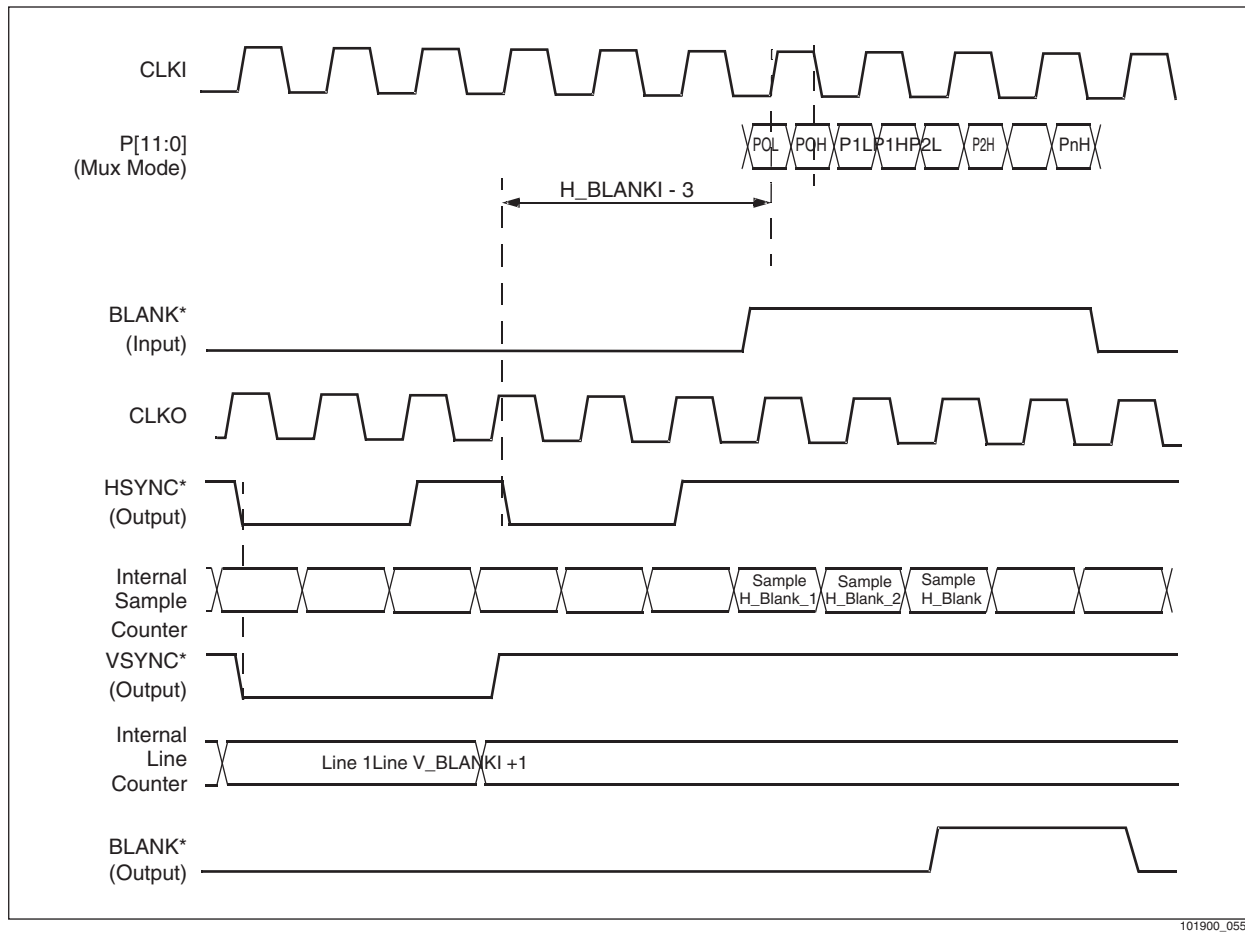 CLKI
P[11:0]
(Mux Mode)
P0L P0H P1L P1H P2L P2H PnH
H_BLANKI - 3
BLANK*
(Input)
CLKO
HSYNC*
(Output)
Internal
Sample
Counter
Sample
H_Blank_1
Sample
H_Blank_2
Sample
H_Blank
VSYNC*
(Output)
Internal
Line
Counter
Line 1Line V_BLANKI +1
BLANK*
(Output)
101900_055